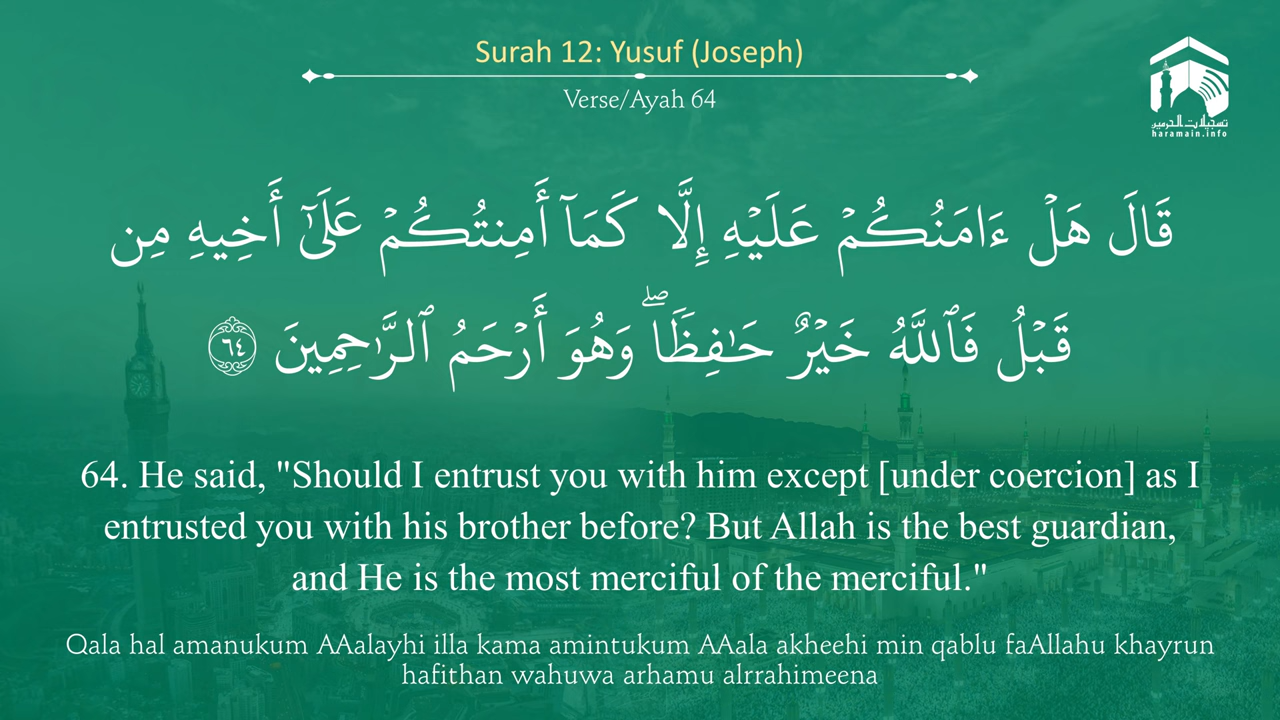 Surah 12: Yusuf (Joseph)
Verse/Ayah 64
تسجيلات الحرمين
haramain.info
قَالَ هَلْ ءَامَنُكُمْ عَلَيْهِ إِلَّا كَمَآ أَمِنتُكُمْ عَلَىٰٓ أَخِيهِ مِن
قَبْلُ فَٱللَّهُ خَيْرٌ حَـٰفِظًا ۖ وَهُوَ أَرْحَمُ ٱلرَّٰحِمِينَ ٦٤
64. He said, "Should I entrust you with him except [under coercion] as I
entrusted you with his brother before? But Allah is the best guardian,
and He is the most merciful of the merciful."
Qala hal amanukum AAalayhi illa kama amintukum AAala akheehi min qablu faAllahu khayrun
hafithan wahuwa arhamu alrrahimeena